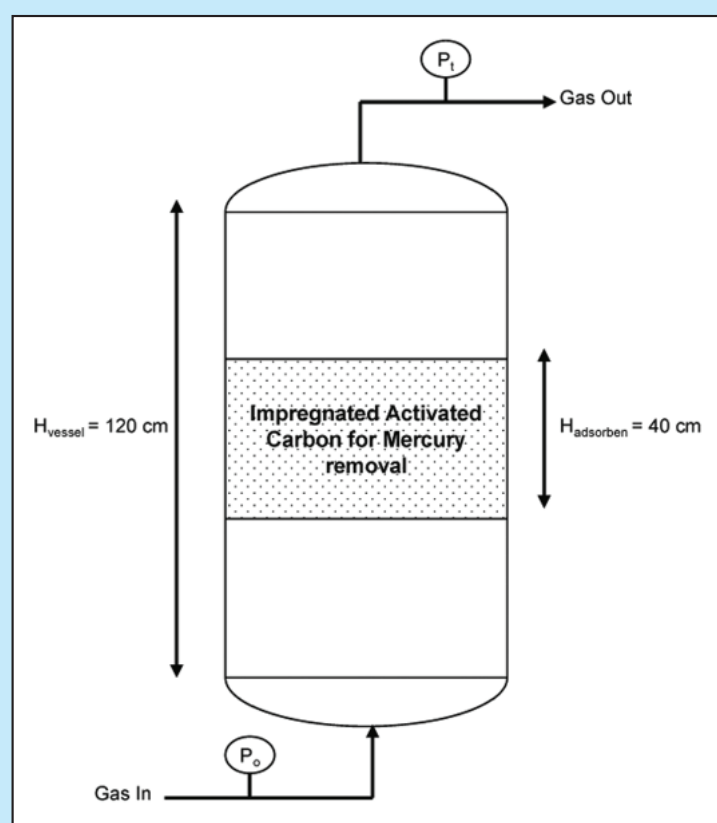 P_t
Gas Out
H_vessel = 120 cm
Impregnated Activated
Carbon for Mercury
removal
H_adsorben = 40 cm
P_o
Gas In